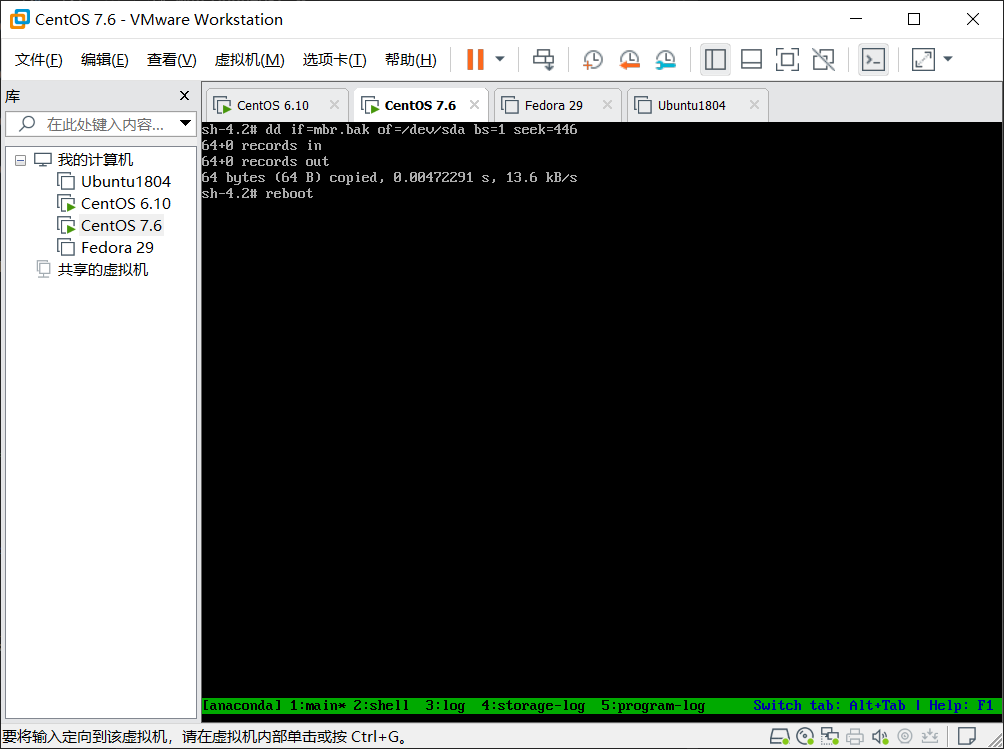 CentOS 7.6 - VMware Workstation
文件(F) 编辑(E) 查看(V) 虚拟机(M) 选项卡(T) 帮助(H)
库
在此处键入内容...
我的计算机
Ubuntu1804
CentOS 6.10
CentOS 7.6
Fedora 29
共享的虚拟机
CentOS 6.10 CentOS 7.6 Fedora 29 Ubuntu1804
sh-4.2# dd if=mbr.bak of=/dev/sda bs=1 seek=446
64+0 records in
64+0 records out
64 bytes (64 B) copied, 0.00472291 s, 13.6 kB/s
sh-4.2# reboot
[anaconda] 1:main* 2:shell 3:log 4:storage-log 5:program-log Switch tab: Alt+Tab | Help: F1
要将输入定向到该虚拟机，请在虚拟机内部单击或按 Ctrl+G。